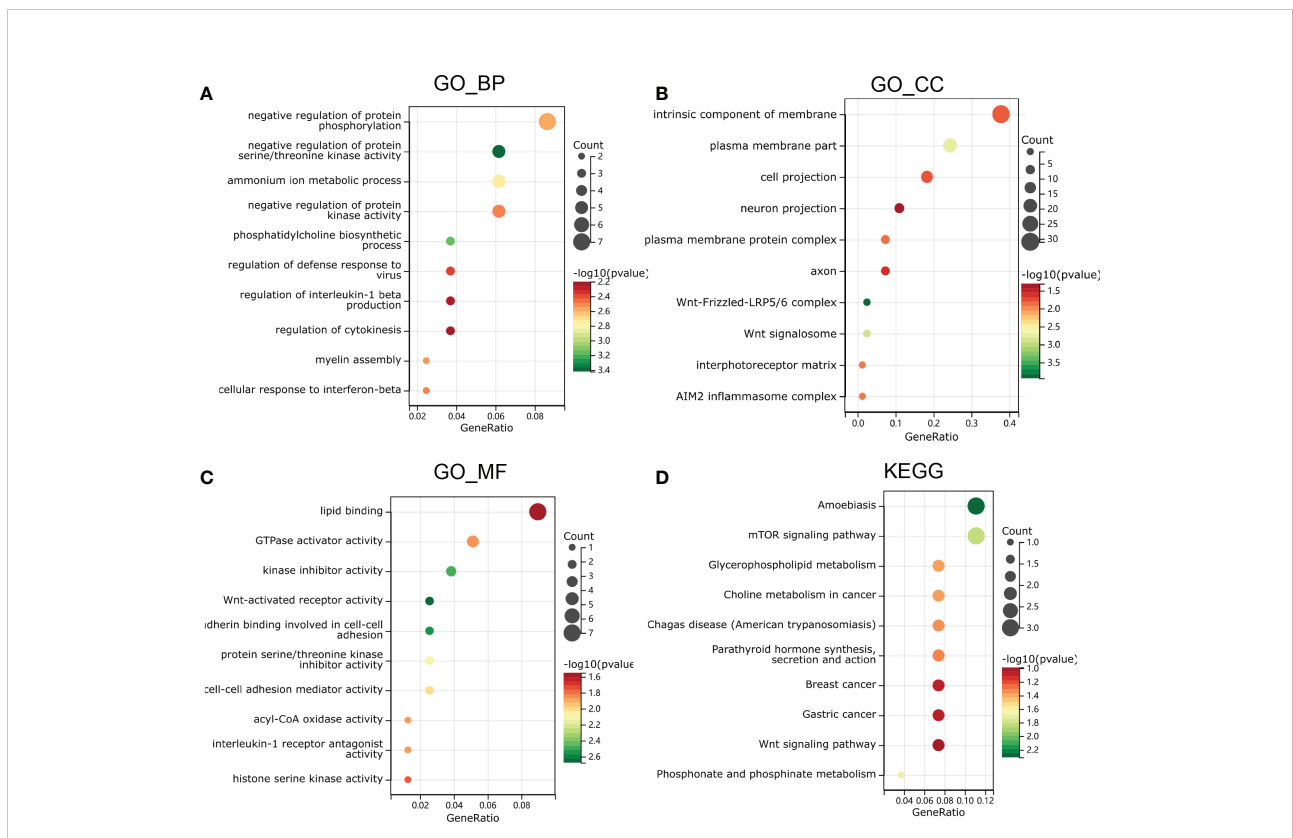 A
GO_BP
negative regulation of protein
phosphorylation
negative regulation of protein
serine/threonine kinase activity
ammonium ion metabolic process
negative regulation of protein
kinase activity
phosphatidylcholine biosynthetic
process
regulation of defense response to
virus
regulation of interleukin-1 beta
production
regulation of cytokinesis
myelin assembly
cellular response to interferon-beta
0.02 0.04 0.06 0.08
GeneRatio
Count
2
3
4
5
6
7
-log10(pvalue)
2.2
2.4
2.6
2.8
3.0
3.2
3.4
B
GO_CC
intrinsic component of membrane
plasma membrane part
cell projection
neuron projection
plasma membrane protein complex
axon
Wnt-Frizzled-LRP5/6 complex
Wnt signalosome
interphotoreceptor matrix
AIM2 inflammasome complex
0.0 0.1 0.2 0.3 0.4
GeneRatio
Count
5
10
15
20
25
30
-log10(pvalue)
1.5
2.0
2.5
3.0
3.5
C
GO_MF
lipid binding
GTPase activator activity
kinase inhibitor activity
Wnt-activated receptor activity
dherin binding involved in cell-cell
adhesion
protein serine/threonine kinase
inhibitor activity
cell-cell adhesion mediator activity
acyl-CoA oxidase activity
interleukin-1 receptor antagonist
activity
histone serine kinase activity
0.02 0.04 0.06 0.08
GeneRatio
Count
1
2
3
4
5
6
7
-log10(pvalue
1.6
1.8
2.0
2.2
2.4
2.6
D
KEGG
Amoebiasis
mTOR signaling pathway
Glycerophospholipid metabolism
Choline metabolism in cancer
Chagas disease (American trypanosomiasis)
Parathyroid hormone synthesis,
secretion and action
Breast cancer
Gastric cancer
Wnt signaling pathway
Phosphonate and phosphinate metabolism
0.04 0.06 0.08 0.10 0.12
GeneRatio
Count
1.0
1.5
2.0
2.5
3.0
-log10(pvalue)
1.0
1.2
1.4
1.6
1.8
2.0
2.2